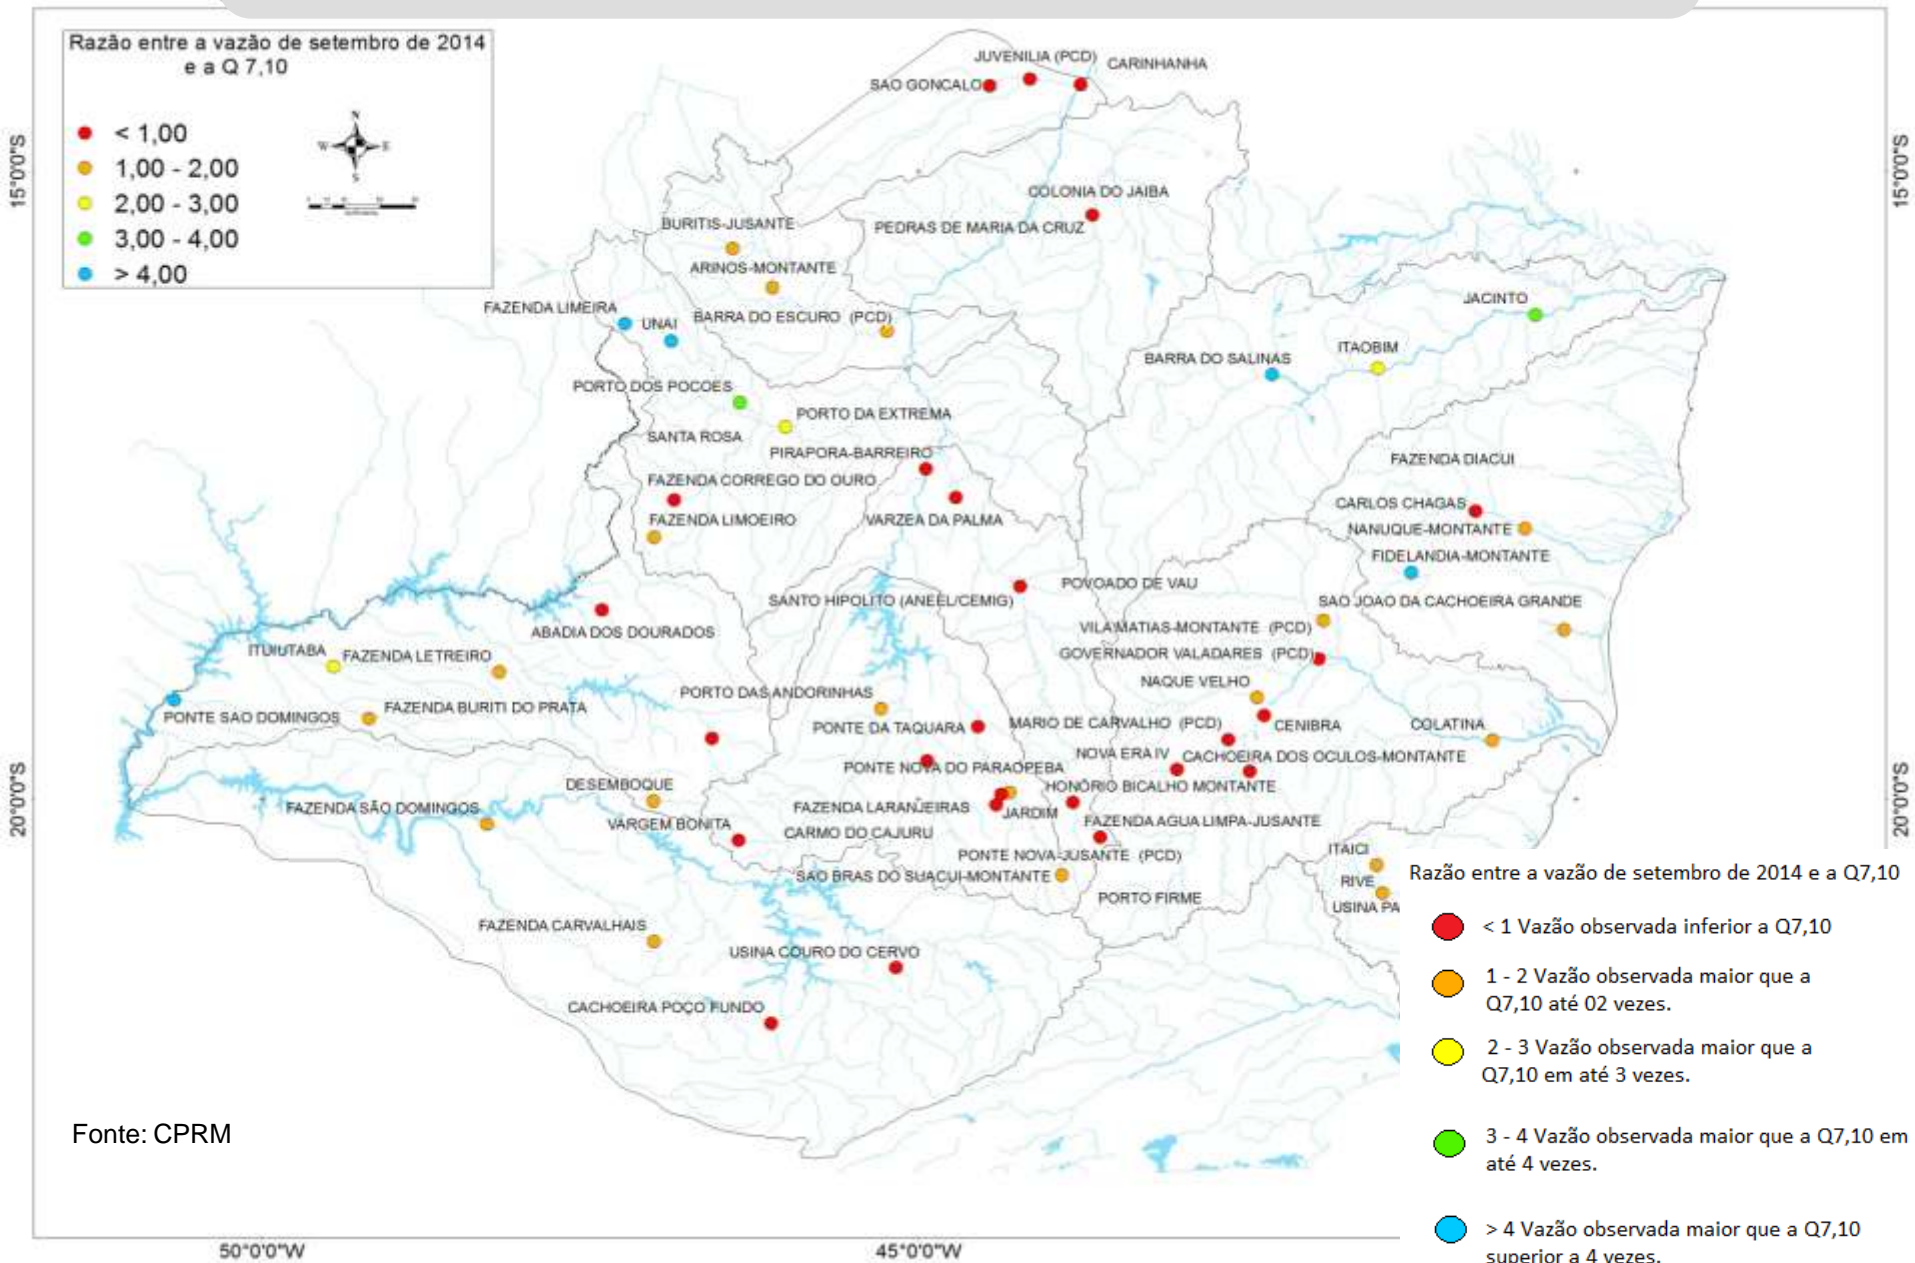 Razão entre a vazão de setembro de 2014
e a Q 7,10
< 1,00
1,00 - 2,00
2,00 - 3,00
3,00 - 4,00
> 4,00
N
W
E
S
15°0'0"S
15°0'0"S
20°0'0"S
20°0'0"S
50°0'0"W
45°0'0"W
JUVENILIA (PCD)
CARINHANHA
SAO GONCALO
COLONIA DO JAIBA
PEDRAS DE MARIA DA CRUZ
BURITIS-JUSANTE
ARINOS-MONTANTE
JACINTO
FAZENDA LIMEIRA
UNAI
BARRA DO ESCURO (PCD)
ITAOBIM
BARRA DO SALINAS
PORTO DOS POCOES
PORTO DA EXTREMA
SANTA ROSA
PIRAPORA-BARREIRO
FAZENDA DIACUI
FAZENDA CORREGO DO OURO
CARLOS CHAGAS
FAZENDA LIMOEIRO
VARZEA DA PALMA
NANUQUE-MONTANTE
FIDELANDIA-MONTANTE
POVOADO DE VAU
SANTO HIPOLITO (ANEEL/CEMIG)
SAO JOAO DA CACHOEIRA GRANDE
ABADIA DOS DOURADOS
VILA MATIAS-MONTANTE (PCD)
ITUIUTABA
FAZENDA LETREIRO
GOVERNADOR VALADARES (PCD)
NAQUE VELHO
PORTO DAS ANDORINHAS
PONTE SAO DOMINGOS
FAZENDA BURITI DO PRATA
PONTE DA TAQUARA
MARIO DE CARVALHO (PCD)
CENIBRA
COLATINA
NOVA ERA IV
CACHOEIRA DOS OCULOS-MONTANTE
PONTE NOVA DO PARAOPEBA
DESEMBOQUE
HONÓRIO BICALHO MONTANTE
FAZENDA SÃO DOMINGOS
FAZENDA LARANJEIRAS
JARDIM
VARGEM BONITA
CARMO DO CAJURU
FAZENDA AGUA LIMPA-JUSANTE
PONTE NOVA-JUSANTE (PCD)
ITAICI
SAO BRAS DO SUACUI-MONTANTE
RIVE
PORTO FIRME
USINA PA
FAZENDA CARVALHAIS
USINA COURO DO CERVO
CACHOEIRA POÇO FUNDO
Fonte: CPRM
Razão entre a vazão de setembro de 2014 e a Q7,10
< 1 Vazão observada inferior a Q7,10
1 - 2 Vazão observada maior que a
Q7,10 até 02 vezes.
2 - 3 Vazão observada maior que a
Q7,10 em até 3 vezes.
3 - 4 Vazão observada maior que a Q7,10 em
até 4 vezes.
> 4 Vazão observada maior que a Q7,10
superior a 4 vezes.